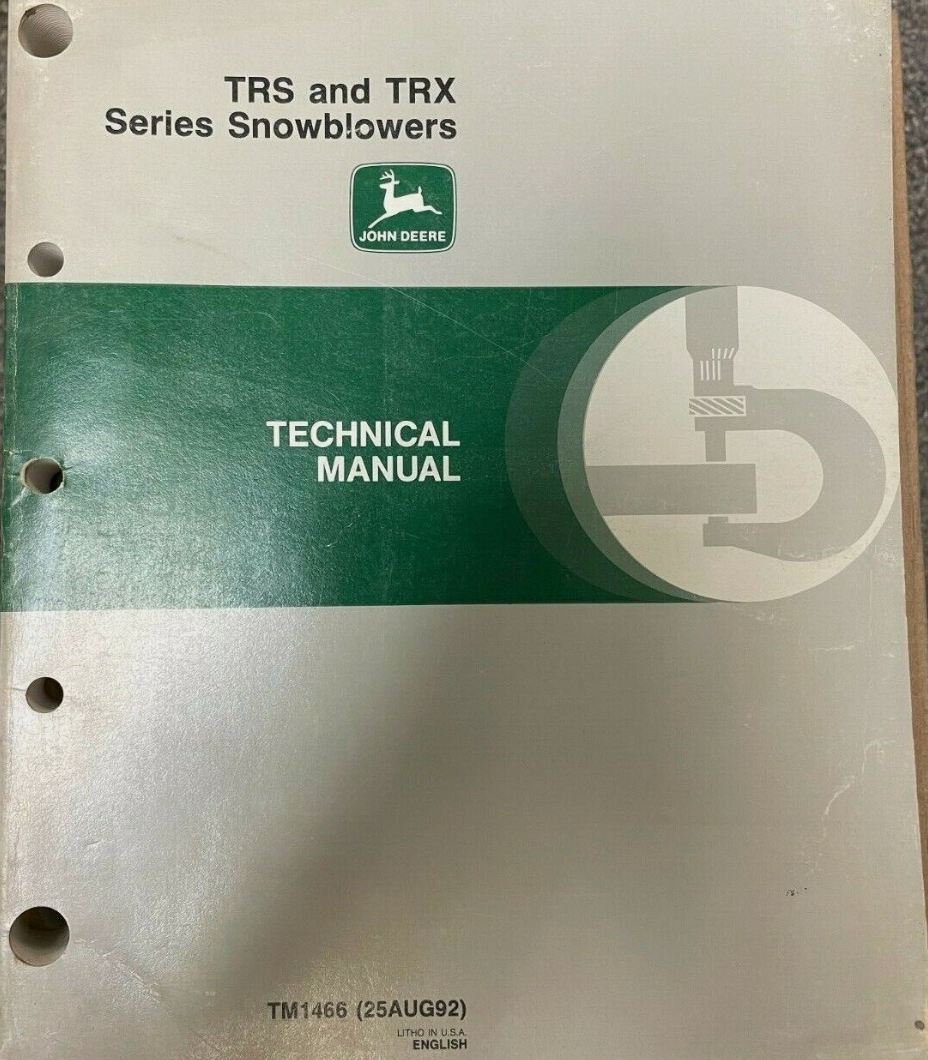 TRS and TRX
Series Snowblowers
JOHN DEERE
TECHNICAL
MANUAL
TM1466 (25AUG92)
LITHO IN U.S.A.
ENGLISH